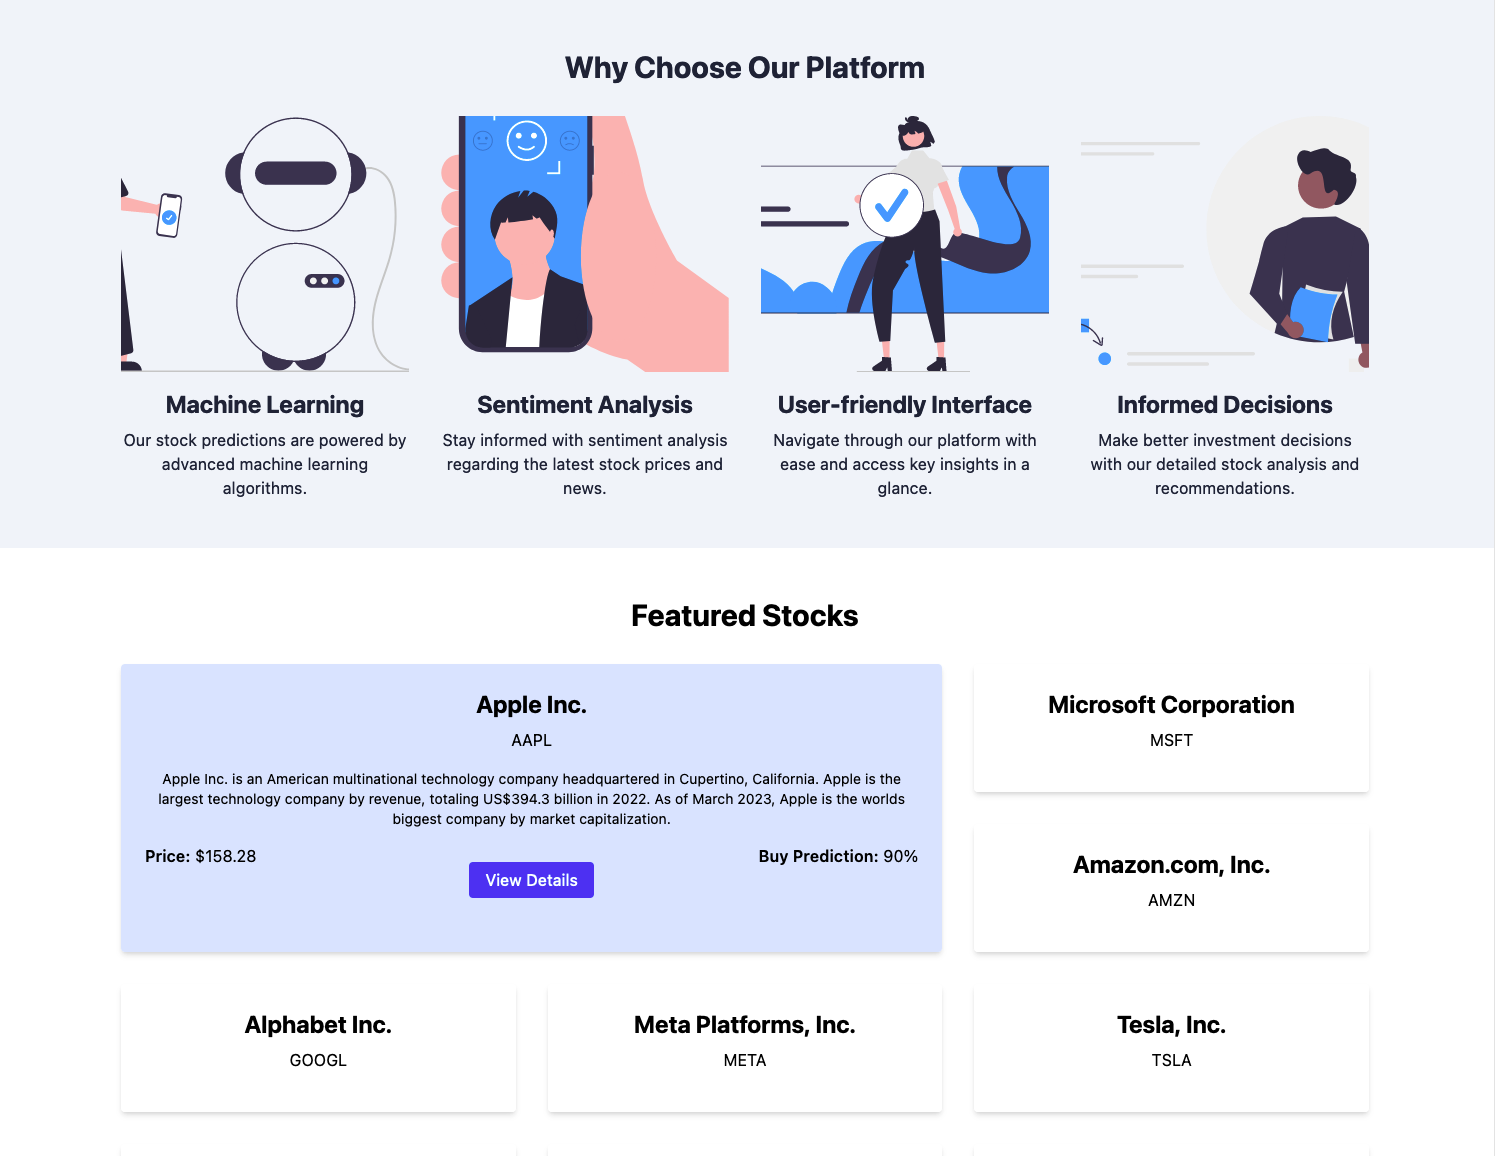 Why Choose Our Platform
Machine Learning
Our stock predictions are powered by
advanced machine learning
algorithms.
Sentiment Analysis
Stay informed with sentiment analysis
regarding the latest stock prices and
news.
User-friendly Interface
Navigate through our platform with
ease and access key insights in a
glance.
Informed Decisions
Make better investment decisions
with our detailed stock analysis and
recommendations.
Featured Stocks
Apple Inc.
AAPL
Apple Inc. is an American multinational technology company headquartered in Cupertino, California. Apple is the
largest technology company by revenue, totaling US$394.3 billion in 2022. As of March 2023, Apple is the worlds
biggest company by market capitalization.
Price: $158.28
Buy Prediction: 90%
View Details
Microsoft Corporation
MSFT
Amazon.com, Inc.
AMZN
Alphabet Inc.
GOOGL
Meta Platforms, Inc.
META
Tesla, Inc.
TSLA